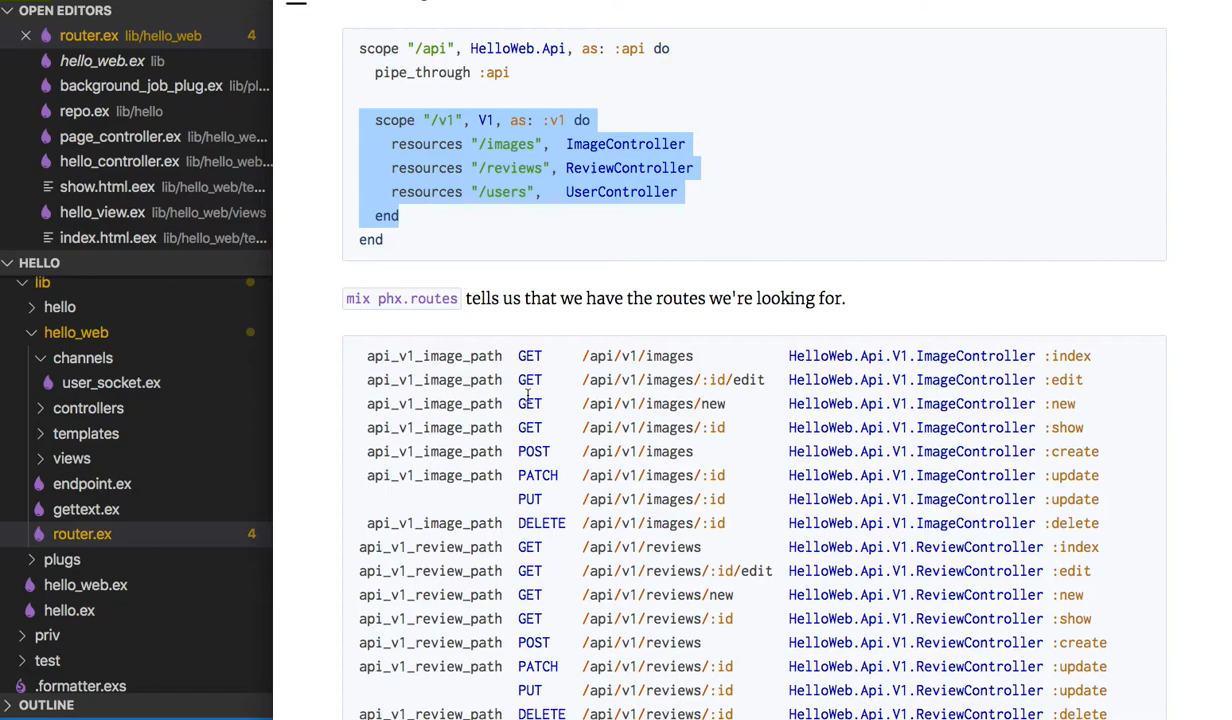 OPEN EDITORS
router.ex lib/hello_web 4
hello_web.ex lib
background_job_plug.ex lib/pl...
repo.ex lib/hello
page_controller.ex lib/hello_we...
hello_controller.ex lib/hello_web...
show.html.eex lib/hello_web/te...
hello_view.ex lib/hello_web/views
index.html.eex lib/hello_web/te...
HELLO
lib
hello
hello_web
channels
user_socket.ex
controllers
templates
views
endpoint.ex
gettext.ex
router.ex 4
plugs
hello_web.ex
hello.ex
priv
test
.formatter.exs
OUTLINE
scope "/api", HelloWeb.Api, as: :api do
pipe_through :api
scope "/v1", V1, as: :v1 do
resources "/images", ImageController
resources "/reviews", ReviewController
resources "/users", UserController
end
end
mix phx.routes tells us that we have the routes we're looking for.
api_v1_image_path GET /api/v1/images HelloWeb.Api.V1.ImageController :index
api_v1_image_path GET /api/v1/images/:id/edit HelloWeb.Api.V1.ImageController :edit
api_v1_image_path GET /api/v1/images/new HelloWeb.Api.V1.ImageController :new
api_v1_image_path GET /api/v1/images/:id HelloWeb.Api.V1.ImageController :show
api_v1_image_path POST /api/v1/images HelloWeb.Api.V1.ImageController :create
api_v1_image_path PATCH /api/v1/images/:id HelloWeb.Api.V1.ImageController :update
PUT /api/v1/images/:id HelloWeb.Api.V1.ImageController :update
api_v1_image_path DELETE /api/v1/images/:id HelloWeb.Api.V1.ImageController :delete
api_v1_review_path GET /api/v1/reviews HelloWeb.Api.V1.ReviewController :index
api_v1_review_path GET /api/v1/reviews/:id/edit HelloWeb.Api.V1.ReviewController :edit
api_v1_review_path GET /api/v1/reviews/new HelloWeb.Api.V1.ReviewController :new
api_v1_review_path GET /api/v1/reviews/:id HelloWeb.Api.V1.ReviewController :show
api_v1_review_path POST /api/v1/reviews HelloWeb.Api.V1.ReviewController :create
api_v1_review_path PATCH /api/v1/reviews/:id HelloWeb.Api.V1.ReviewController :update
PUT /api/v1/reviews/:id HelloWeb.Api.V1.ReviewController :update
api_v1_review_path DELETE /api/v1/reviews/:id HelloWeb.Api.V1.ReviewController :delete